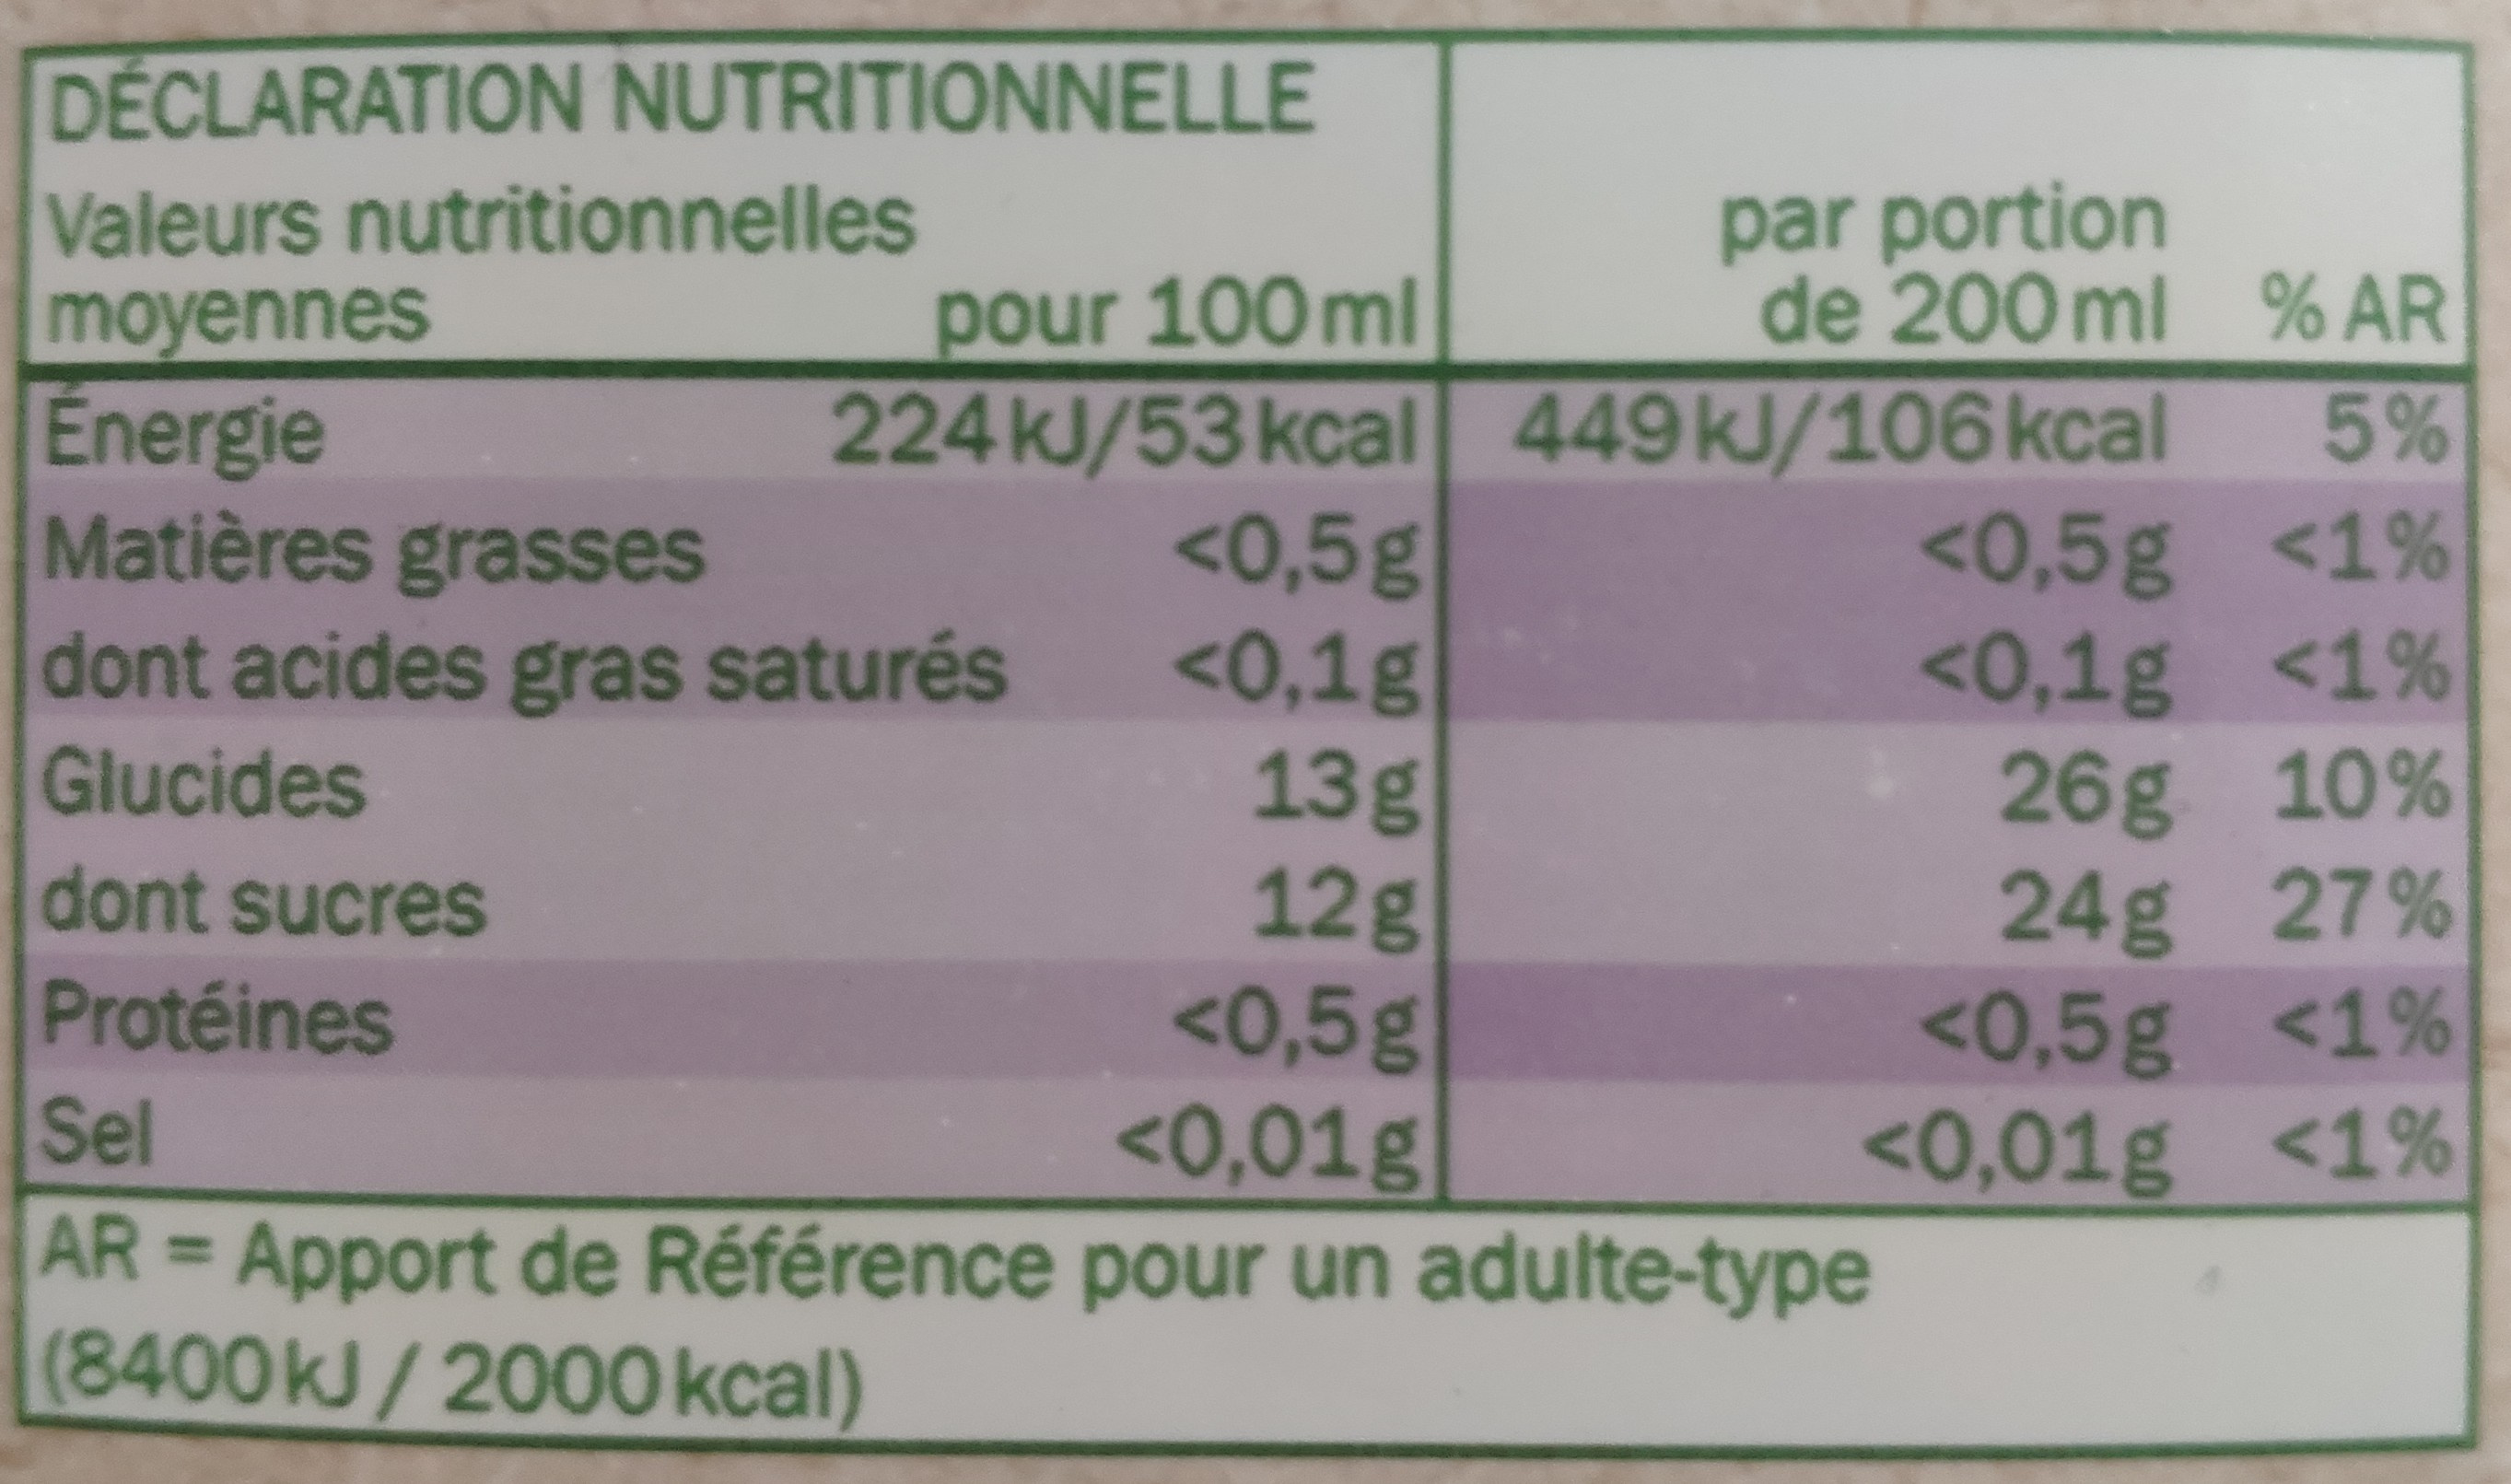 DÉCLARATION NUTRITIONNELLE
Valeurs nutritionnelles par portion
moyennes pour 100 ml de 200 ml % AR
Énergie 224 kJ/53 kcal 449 kJ/106 kcal 5 %
Matières grasses <0,5 g <0,5 g <1 %
dont acides gras saturés <0,1 g <0,1 g <1 %
Glucides 13 g 26 g 10 %
dont sucres 12 g 24 g 27 %
Protéines <0,5 g <0,5 g <1 %
Sel <0,01 g <0,01 g <1 %
AR = Apport de Référence pour un adulte-type
(8400 kJ / 2000 kcal)